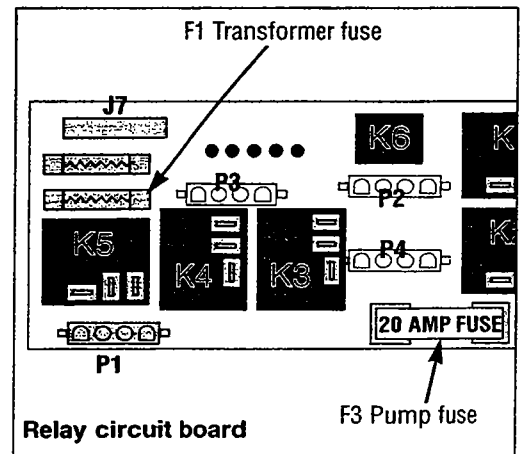 F1 Transformer fuse
J7
K6
K
P3
P2
K5
K4
K3
P4
K
20 AMP FUSE
P1
F3 Pump fuse
Relay circuit board